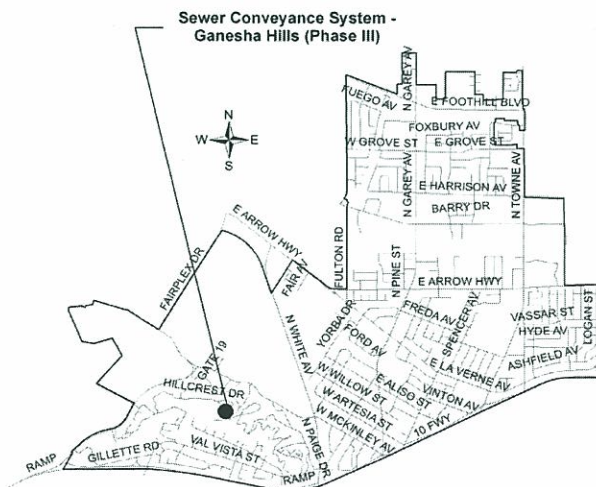 Sewer Conveyance System -
Ganesha Hills (Phase III)
N
W E
S
FUEGO AV
N GAREY AV
E FOOTHILL BLVD
FOXBURY AV
W GROVE ST
E GROVE ST
N GAREY AV
E HARRISON AV
N TOWNE AV
BARRY DR
E ARROW HWY
FAIRPLEX DR
FAIR AV
FULTON RD
N PINE ST
E ARROW HWY
N WHITE AV
YORBA DR
FORD AV
FREDA AV
SPENCER AV
VASSAR ST
HYDE AV
LOGAN ST
ASHFIELD AV
E LA VERNE AV
GATE 19
HILLCREST DR
W WILLOW ST
E ALISO ST
VINTON AV
W ARTESIA ST
W MCKINLEY AV
10 FWY
N PAIGE DR
VAL VISTA ST
GILLETTE RD
RAMP
RAMP